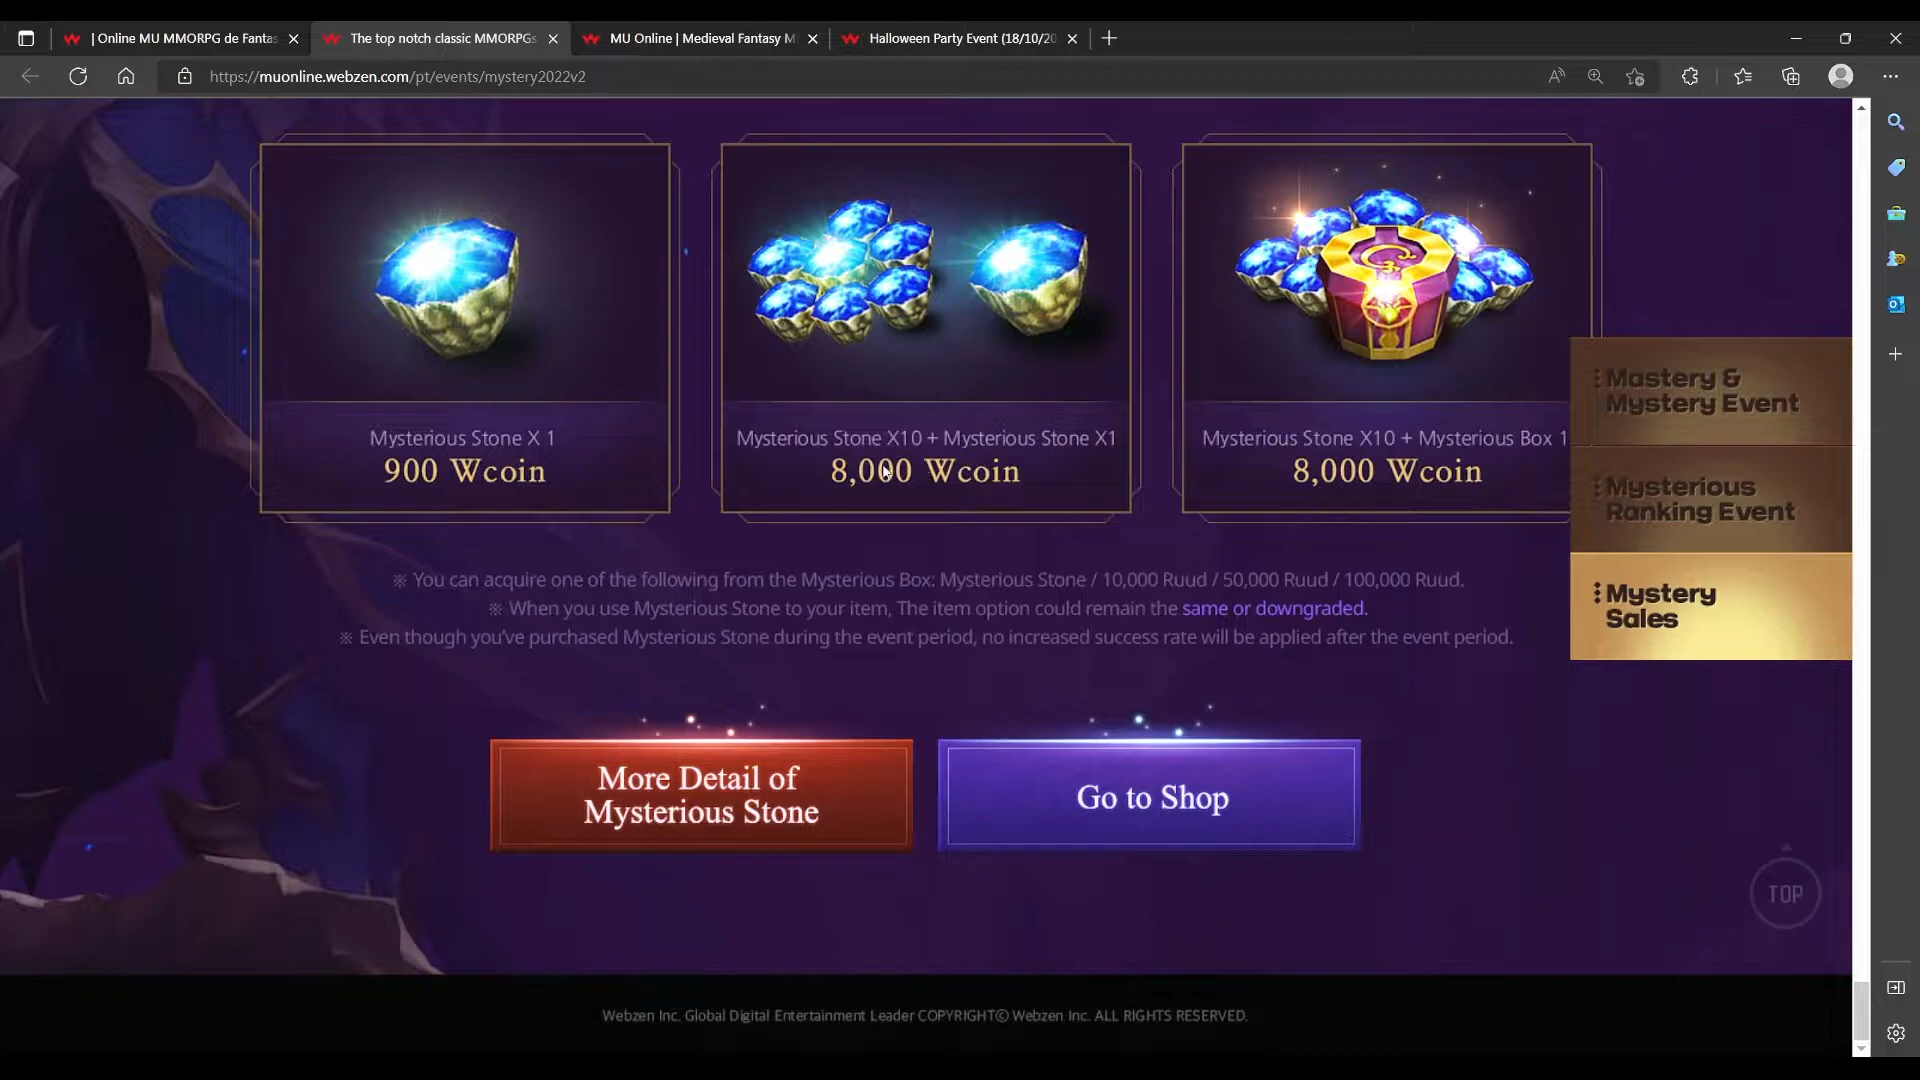 | Online MU MMORPG de Fantas
The top notch classic MMORPGs
MU Online | Medieval Fantasy M
Halloween Party Event (18/10/20
https://muonline.webzen.com/pt/events/mystery2022v2
Mysterious Stone X 1
900 Wcoin
Mysterious Stone X10 + Mysterious Stone X1
8,000 Wcoin
Mysterious Stone X10 + Mysterious Box 1
8,000 Wcoin
Mastery &
Mystery Event
Mysterious
Ranking Event
Mystery
Sales
※ You can acquire one of the following from the Mysterious Box: Mysterious Stone / 10,000 Ruud / 50,000 Ruud / 100,000 Ruud.
※ When you use Mysterious Stone to your item, The item option could remain the same or downgraded.
※ Even though you've purchased Mysterious Stone during the event period, no increased success rate will be applied after the event period.
More Detail of
Mysterious Stone
Go to Shop
TOP
Webzen Inc. Global Digital Entertainment Leader COPYRIGHTⒸ Webzen Inc. ALL RIGHTS RESERVED.